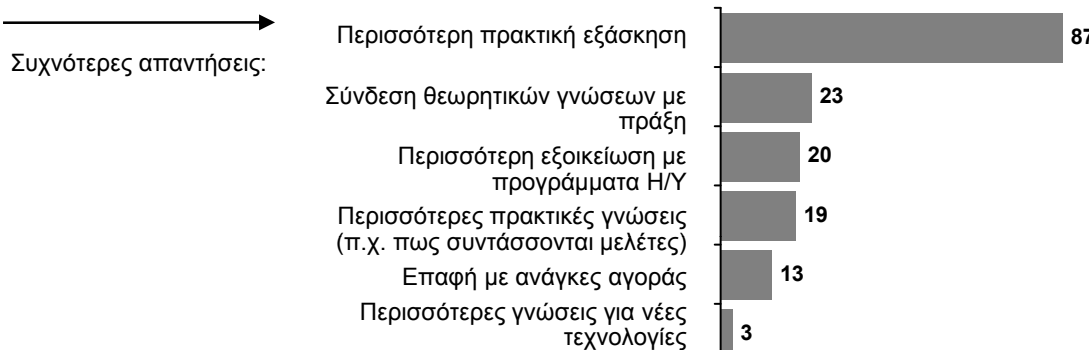 Συχνότερες απαντήσεις:
Περισσότερη πρακτική εξάσκηση
87
Σύνδεση θεωρητικών γνώσεων με
πράξη
23
Περισσότερη εξοικείωση με
προγράμματα Η/Υ
20
Περισσότερες πρακτικές γνώσεις
(π.χ. πως συντάσσονται μελέτες)
19
Επαφή με ανάγκες αγοράς
13
Περισσότερες γνώσεις για νέες
τεχνολογίες
3